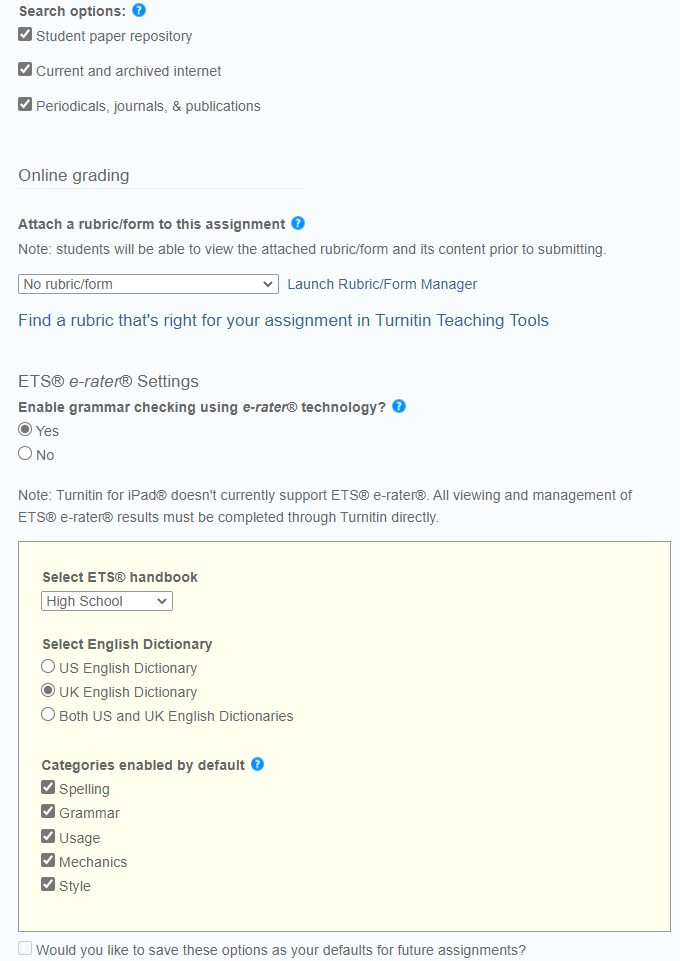 Search options:
Student paper repository
Current and archived internet
Periodicals, journals, & publications
Online grading
Attach a rubric/form to this assignment
Note: students will be able to view the attached rubric/form and its content prior to submitting.
No rubric/form Launch Rubric/Form Manager
Find a rubric that's right for your assignment in Turnitin Teaching Tools
ETS® e-rater® Settings
Enable grammar checking using e-rater® technology?
Yes
No
Note: Turnitin for iPad® doesn't currently support ETS® e-rater®. All viewing and management of
ETS® e-rater® results must be completed through Turnitin directly.
Select ETS® handbook
High School
Select English Dictionary
US English Dictionary
UK English Dictionary
Both US and UK English Dictionaries
Categories enabled by default
Spelling
Grammar
Usage
Mechanics
Style
Would you like to save these options as your defaults for future assignments?